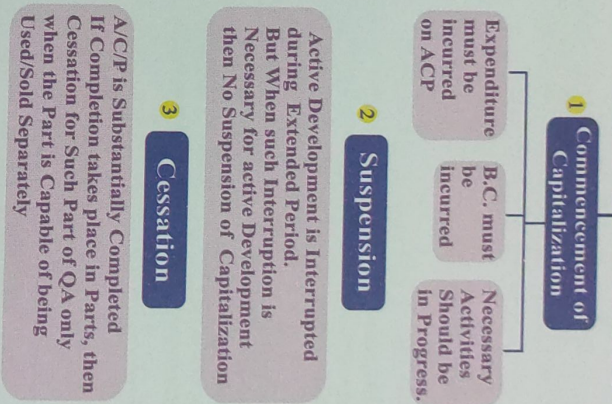 1 Commencement of
Capitalization
Expenditure
must be
incurred
on ACP
B.C. must
be
incurred
Necessary
Activities
Should be
in Progress.
2 Suspension
Active Development is Interrupted
during Extended Period.
But When such Interruption is
Necessary for active Development
then No Suspension of Capitalization
3 Cessation
A/C/P is Substantially Completed
If Completion takes place in Parts, then
Cessation for Such Part of QA only
when the Part is Capable of being
Used/Sold Separately